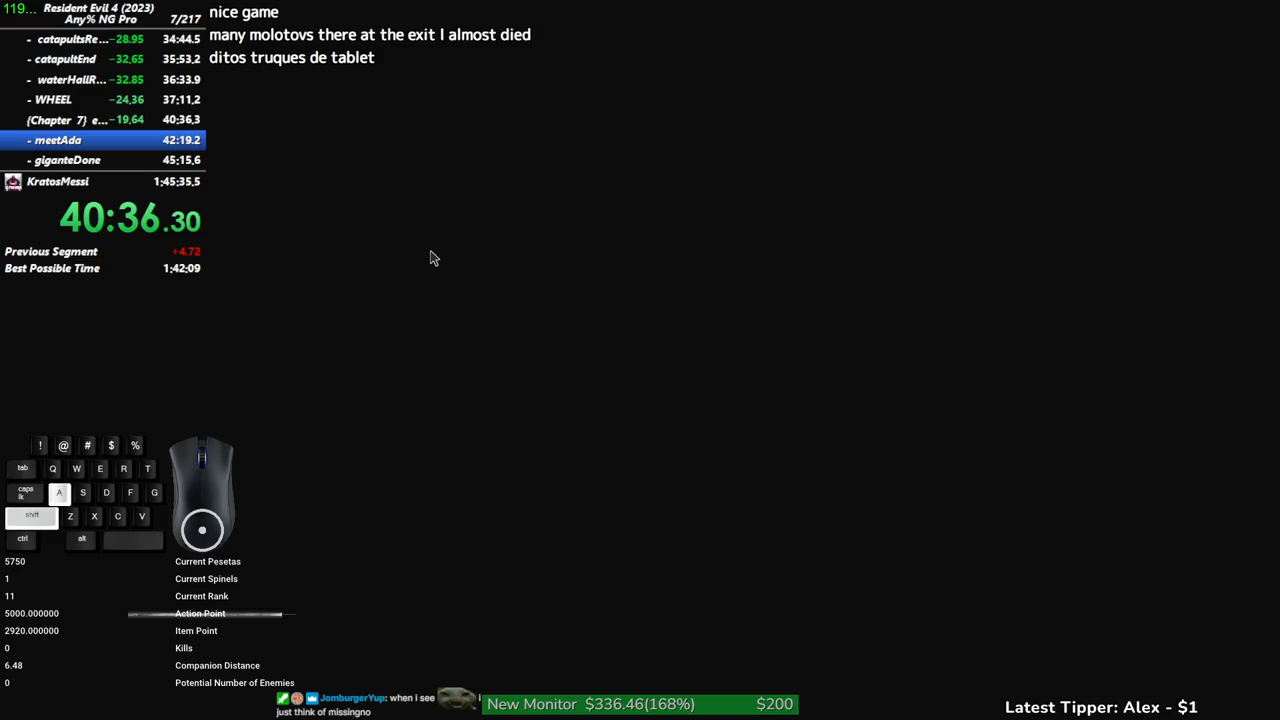 119...
Resident Evil 4 (2023)
Any% NG Pro 7/217
- catapultsRe... -28.95 34:44.5
- catapultEnd -32.65 35:53.2
- waterHallR... -32.85 36:33.9
- WHEEL -24.36 37:11.2
{Chapter 7} e... -19.64 40:36.3
- meetAda 42:19.2
- giganteDone 45:15.6
KratosMessi 1:45:35.5
40:36.30
Previous Segment +4.72
Best Possible Time 1:42:09
nice game
many molotovs there at the exit I almost died
ditos truques de tablet
! @ # $ %
tab Q W E R T
caps lk A S D F G
shift Z X C V
ctrl alt
5750 Current Pesetas
1 Current Spinels
11 Current Rank
5000.000000 Action Point
2920.000000 Item Point
0 Kills
6.48 Companion Distance
0 Potential Number of Enemies
JomburgerYup: when i see i
just think of missingno
New Monitor $336.46(168%) $200
Latest Tipper: Alex - $1